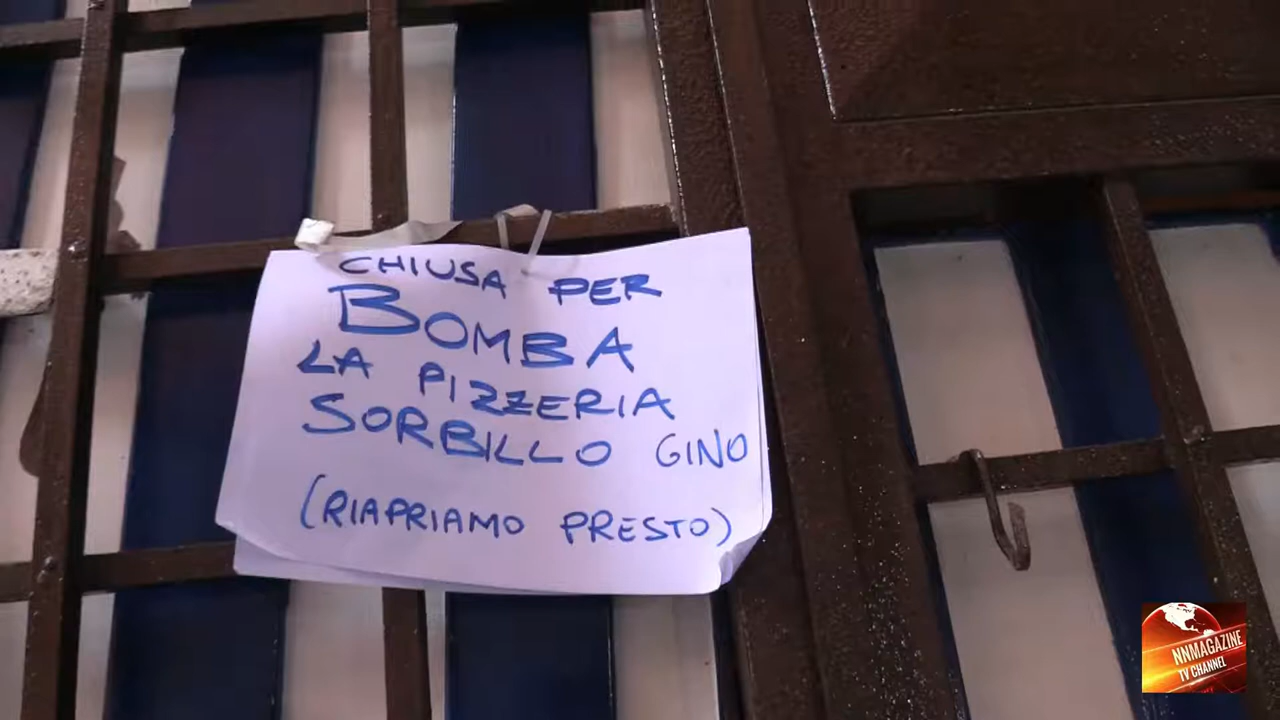 CHIUSA PER
BOMBA
LA PIZZERIA
SORBILLO GINO
(RIAPRIAMO PRESTO)
NNMAGAZINE
TV CHANNEL